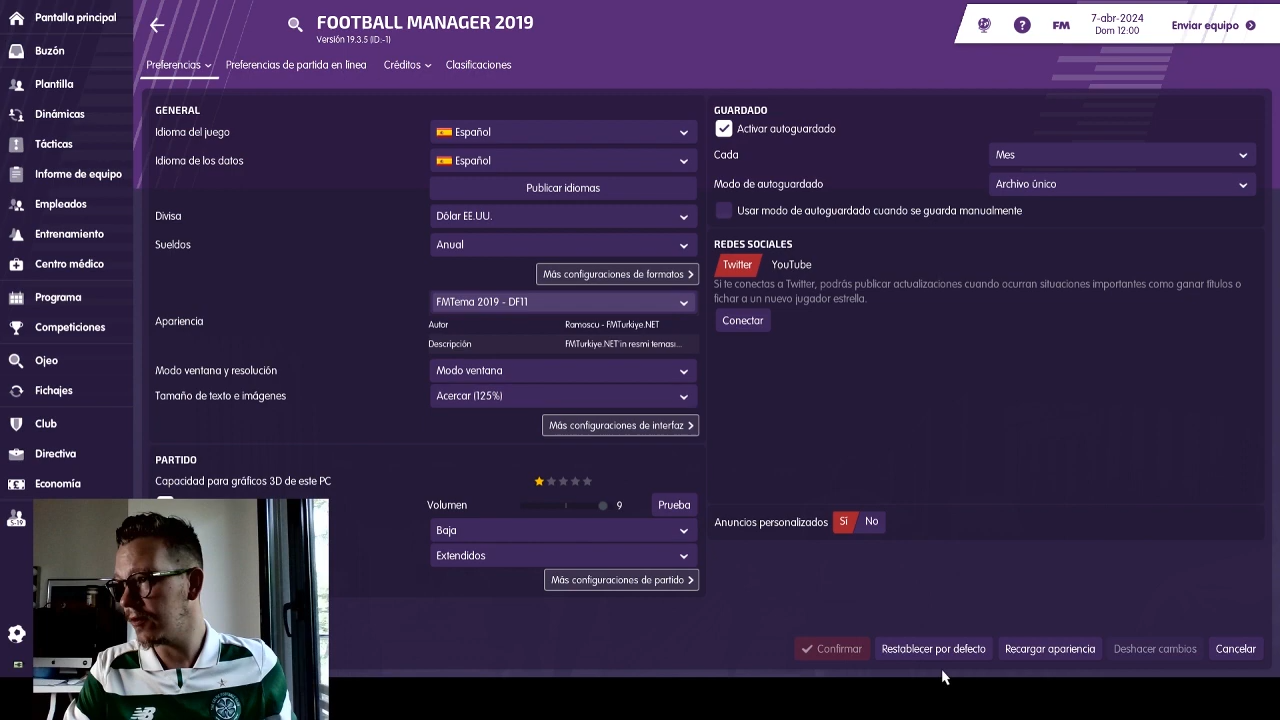 Pantalla principal
Buzón
Plantilla
Dinámicas
Tácticas
Informe de equipo
Empleados
Entrenamiento
Centro médico
Programa
Competiciones
Ojeo
Fichajes
Club
Directiva
Economía
5-19
FOOTBALL MANAGER 2019
Versión 19.3.5 (ID:-1)
? FM 7-abr-2024 Dom 12:00 Enviar equipo
Preferencias Preferencias de partida en línea Créditos Clasificaciones
GENERAL
Idioma del juego Español
Idioma de los datos Español
Publicar idiomas
Divisa Dólar EE.UU.
Sueldos Anual
Más configuraciones de formatos
FMTema 2019 - DF11
Apariencia
Autor Ramoscu - FMTurkiye.NET
Descripción FMTurkiye.NET'in resmi teması...
Modo ventana y resolución Modo ventana
Tamaño de texto e imágenes Acercar (125%)
Más configuraciones de interfaz
PARTIDO
Capacidad para gráficos 3D de este PC
Volumen 9 Prueba
Baja
Extendidos
Más configuraciones de partido
GUARDADO
Activar autoguardado
Cada Mes
Modo de autoguardado Archivo único
Usar modo de autoguardado cuando se guarda manualmente
REDES SOCIALES
Twitter YouTube
Si te conectas a Twitter, podrás publicar actualizaciones cuando ocurran situaciones importantes como ganar títulos o
fichar a un nuevo jugador estrella.
Conectar
Anuncios personalizados Sí No
Confirmar Restablecer por defecto Recargar apariencia Deshacer cambios Cancelar